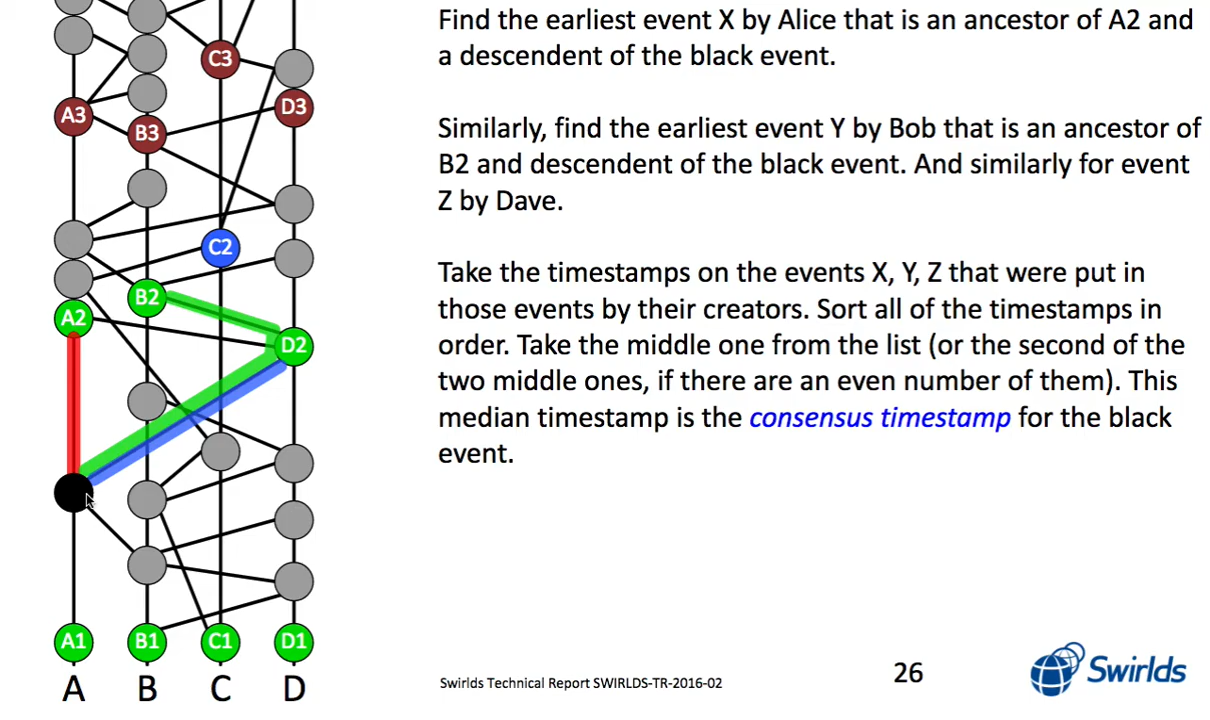 Find the earliest event X by Alice that is an ancestor of A2 and
a descendent of the black event.
Similarly, find the earliest event Y by Bob that is an ancestor of
B2 and descendent of the black event. And similarly for event
Z by Dave.
Take the timestamps on the events X, Y, Z that were put in
those events by their creators. Sort all of the timestamps in
order. Take the middle one from the list (or the second of the
two middle ones, if there are an even number of them). This
median timestamp is the consensus timestamp for the black
event.
C3
A3
B3
D3
C2
B2
A2
D2
A1
B1
C1
D1
A
B
C
D
Swirlds Technical Report SWIRLDS-TR-2016-02
26
Swirlds